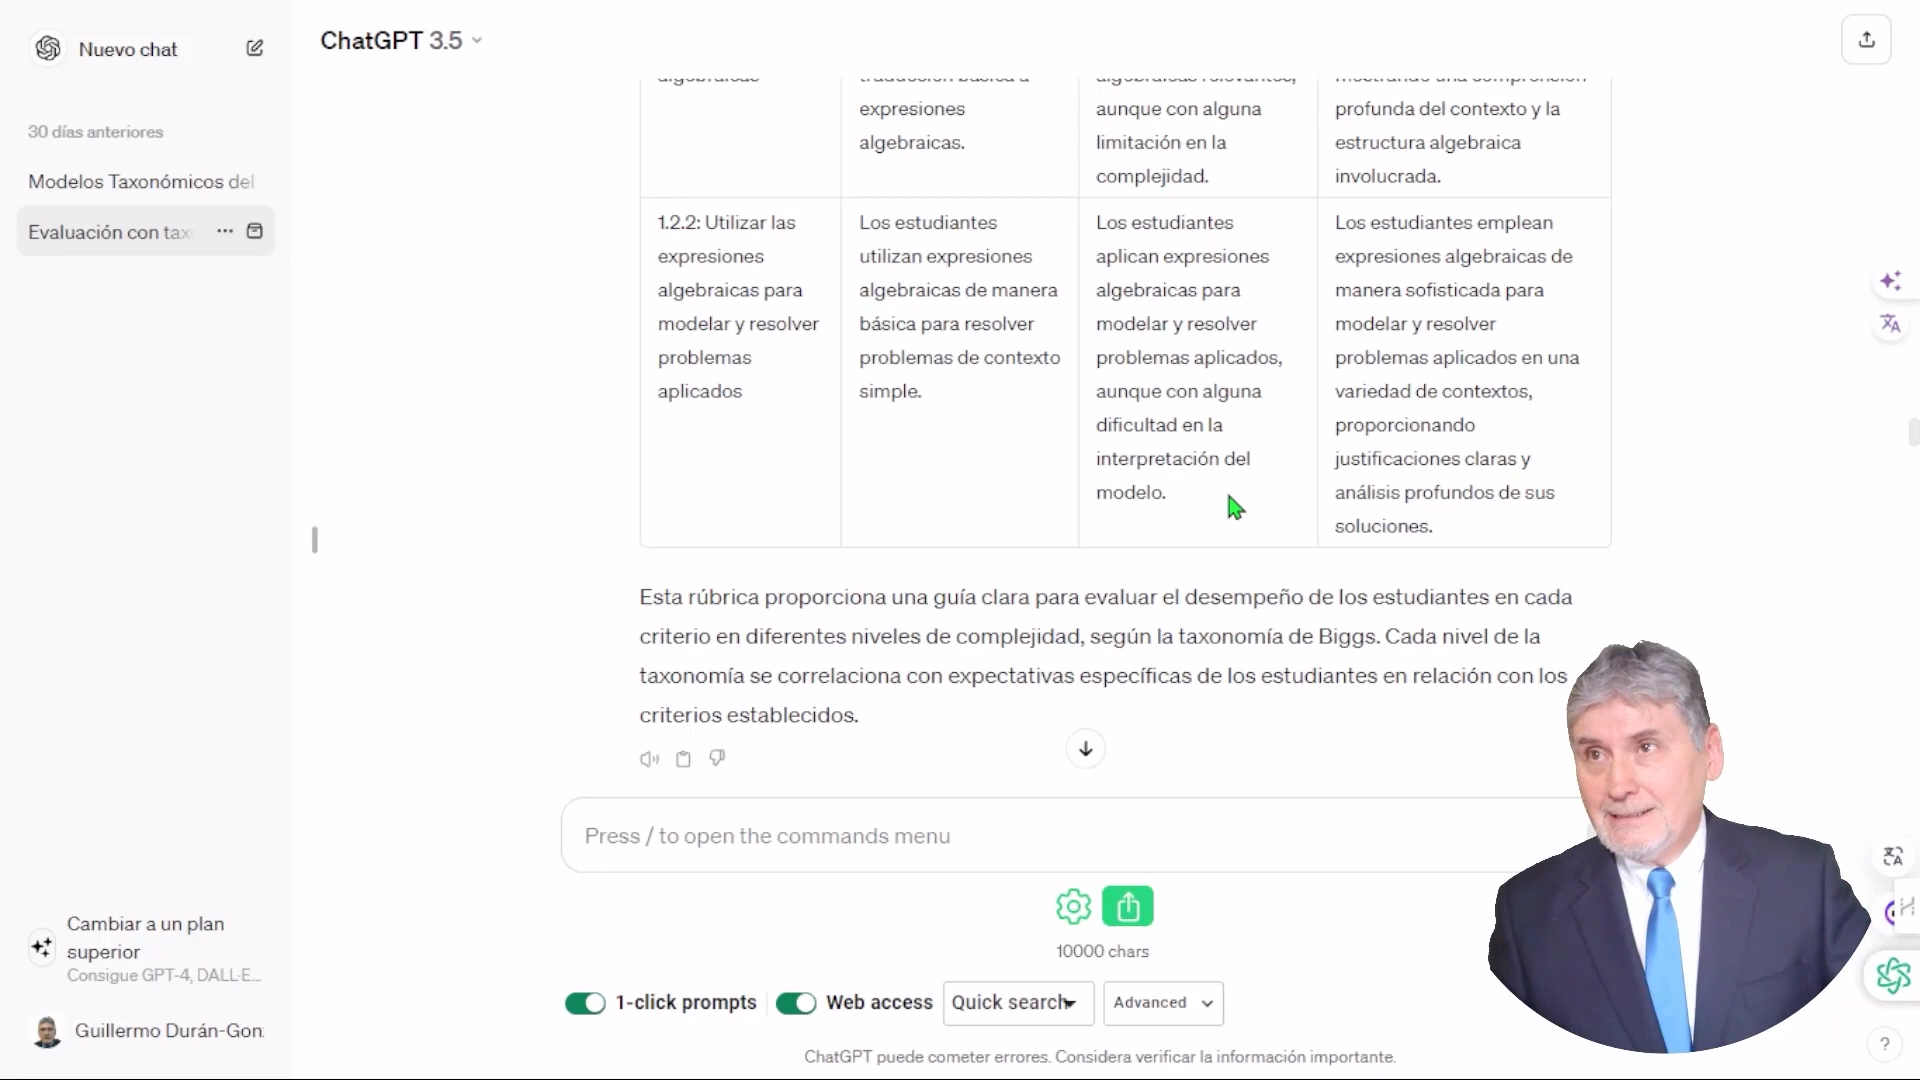 Nuevo chat
30 días anteriores
Modelos Taxonómicos del
Evaluación con tax
Cambiar a un plan
superior
Consigue GPT-4, DALL·E...
Guillermo Durán-Gon
ChatGPT 3.5
algebraicas
traducción básica a
expresiones
algebraicas.
algebraicas relevantes,
aunque con alguna
limitación en la
complejidad.
mostrando una comprensión
profunda del contexto y la
estructura algebraica
involucrada.
1.2.2: Utilizar las
expresiones
algebraicas para
modelar y resolver
problemas
aplicados
Los estudiantes
utilizan expresiones
algebraicas de manera
básica para resolver
problemas de contexto
simple.
Los estudiantes
aplican expresiones
algebraicas para
modelar y resolver
problemas aplicados,
aunque con alguna
dificultad en la
interpretación del
modelo.
Los estudiantes emplean
expresiones algebraicas de
manera sofisticada para
modelar y resolver
problemas aplicados en una
variedad de contextos,
proporcionando
justificaciones claras y
análisis profundos de sus
soluciones.
Esta rúbrica proporciona una guía clara para evaluar el desempeño de los estudiantes en cada
criterio en diferentes niveles de complejidad, según la taxonomía de Biggs. Cada nivel de la
taxonomía se correlaciona con expectativas específicas de los estudiantes en relación con los
criterios establecidos.
Press / to open the commands menu
10000 chars
1-click prompts
Web access
Quick search
Advanced
ChatGPT puede cometer errores. Considera verificar la información importante.
?